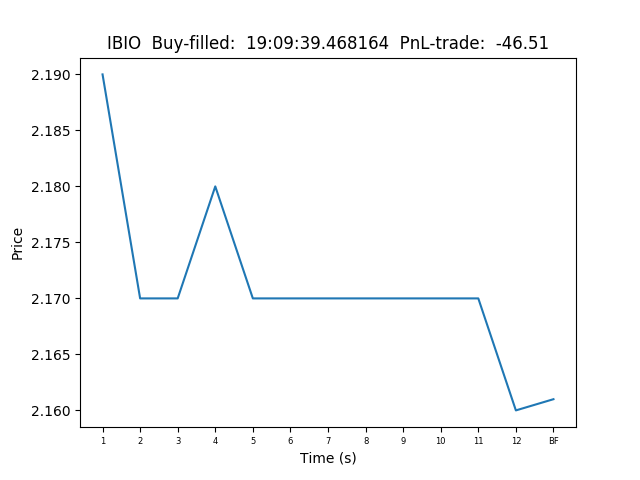 IBIO  Buy-filled:  19:09:39.468164  PnL-trade:  -46.51
Price
2.190
2.185
2.180
2.175
2.170
2.165
2.160
1 2 3 4 5 6 7 8 9 10 11 12 BF
Time (s)